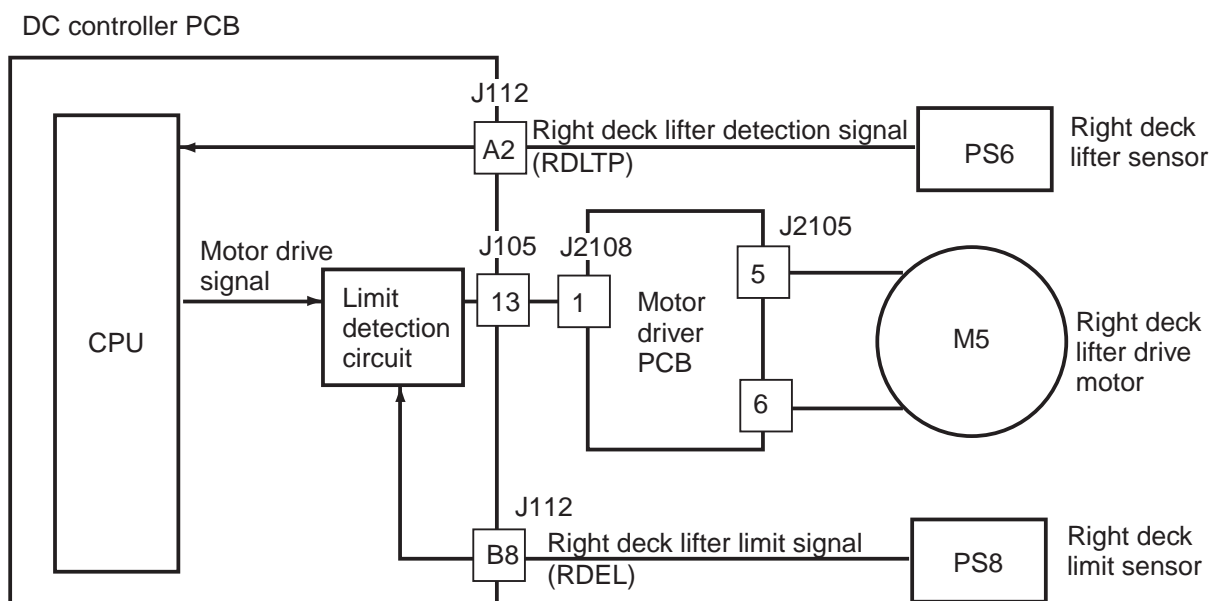 DC controller PCB
J112
A2
Right deck lifter detection signal
(RDLTP)
PS6
Right deck
lifter sensor
CPU
Motor drive
signal
Limit
detection
circuit
J105
13
J2108
1
Motor
driver
PCB
J2105
5
6
M5
Right deck
lifter drive
motor
J112
B8
Right deck lifter limit signal
(RDEL)
PS8
Right deck
limit sensor